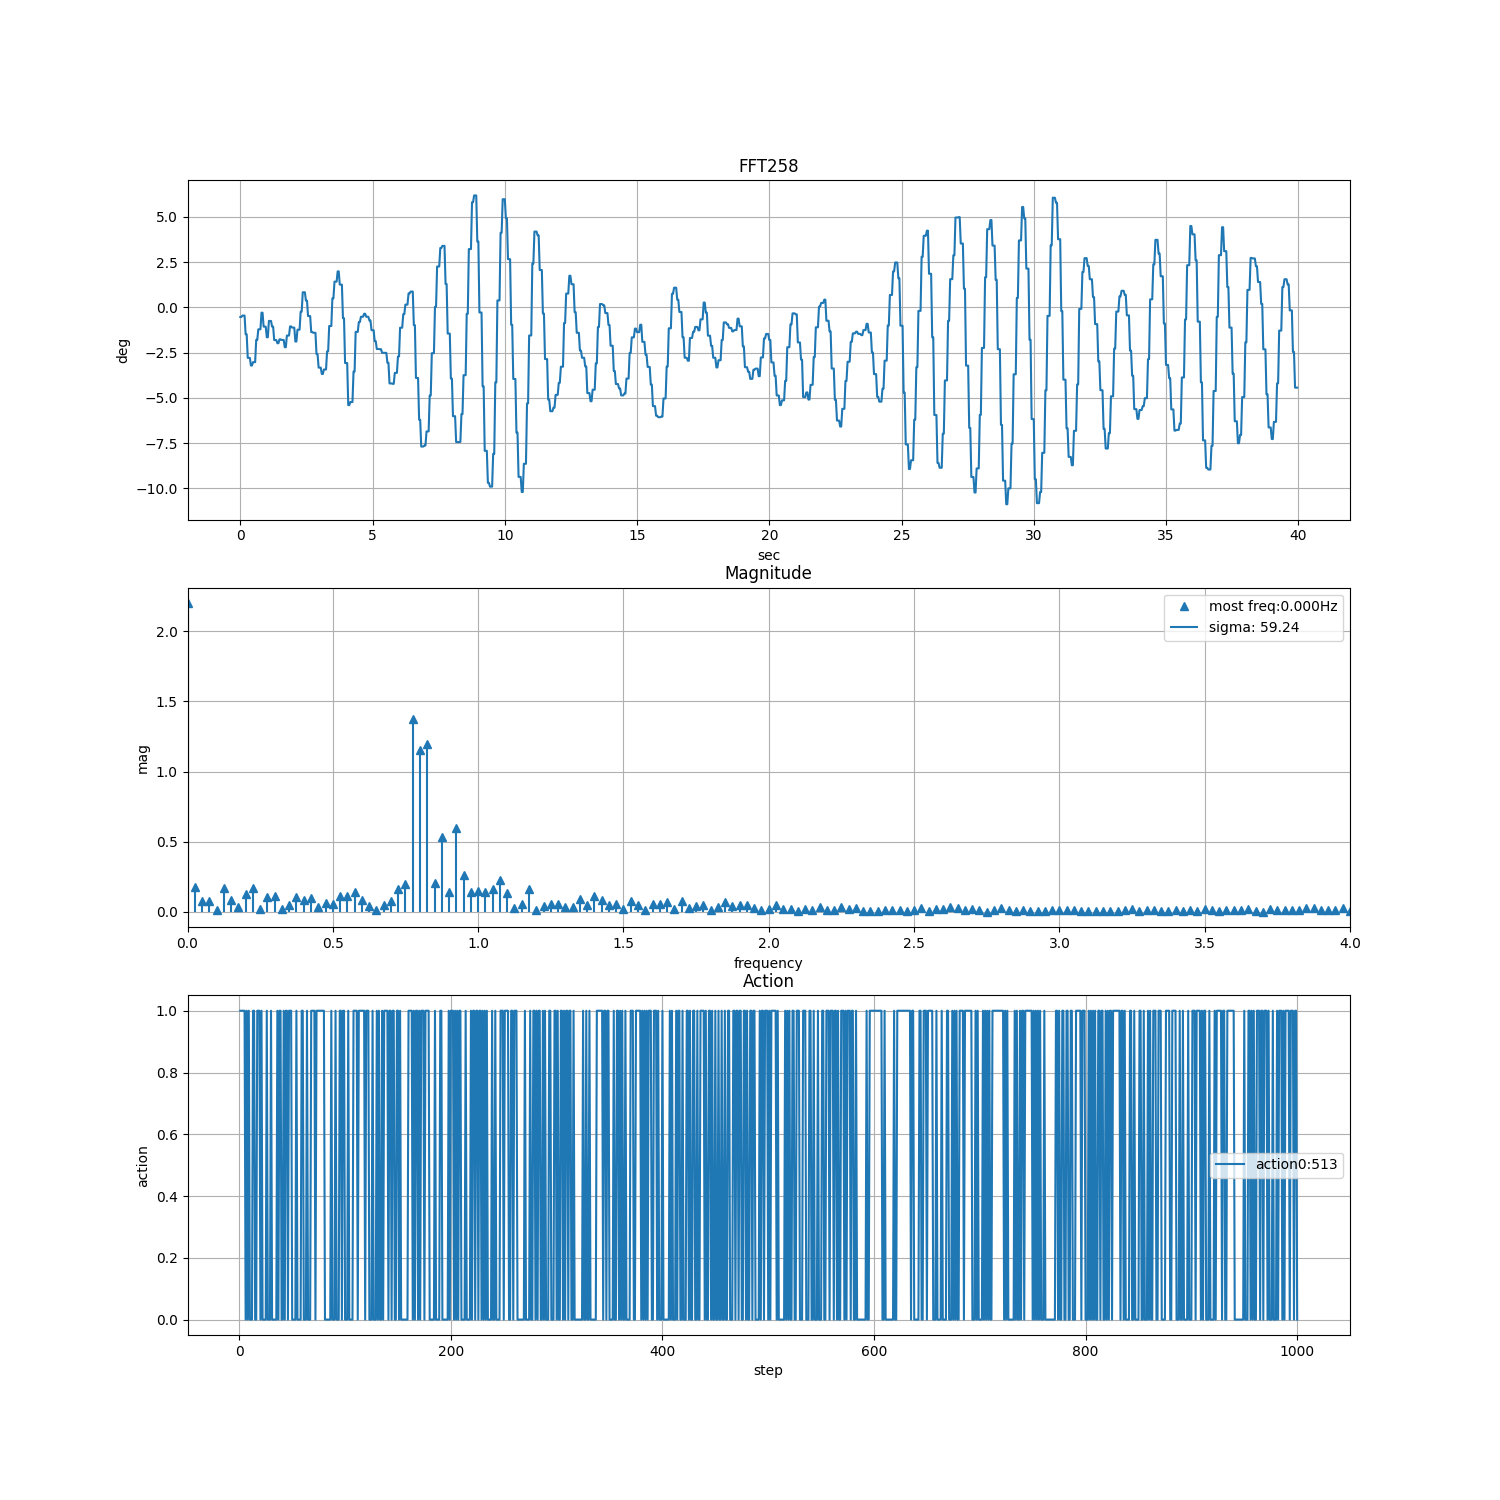 FFT258
5.0
2.5
0.0
−2.5
−5.0
−7.5
−10.0
deg
0 5 10 15 20 25 30 35 40
sec
Magnitude
2.0
1.5
1.0
0.5
0.0
mag
most freq:0.000Hz
sigma: 59.24
0.0 0.5 1.0 1.5 2.0 2.5 3.0 3.5 4.0
frequency
Action
1.0
0.8
0.6
0.4
0.2
0.0
action
action0:513
0 200 400 600 800 1000
step